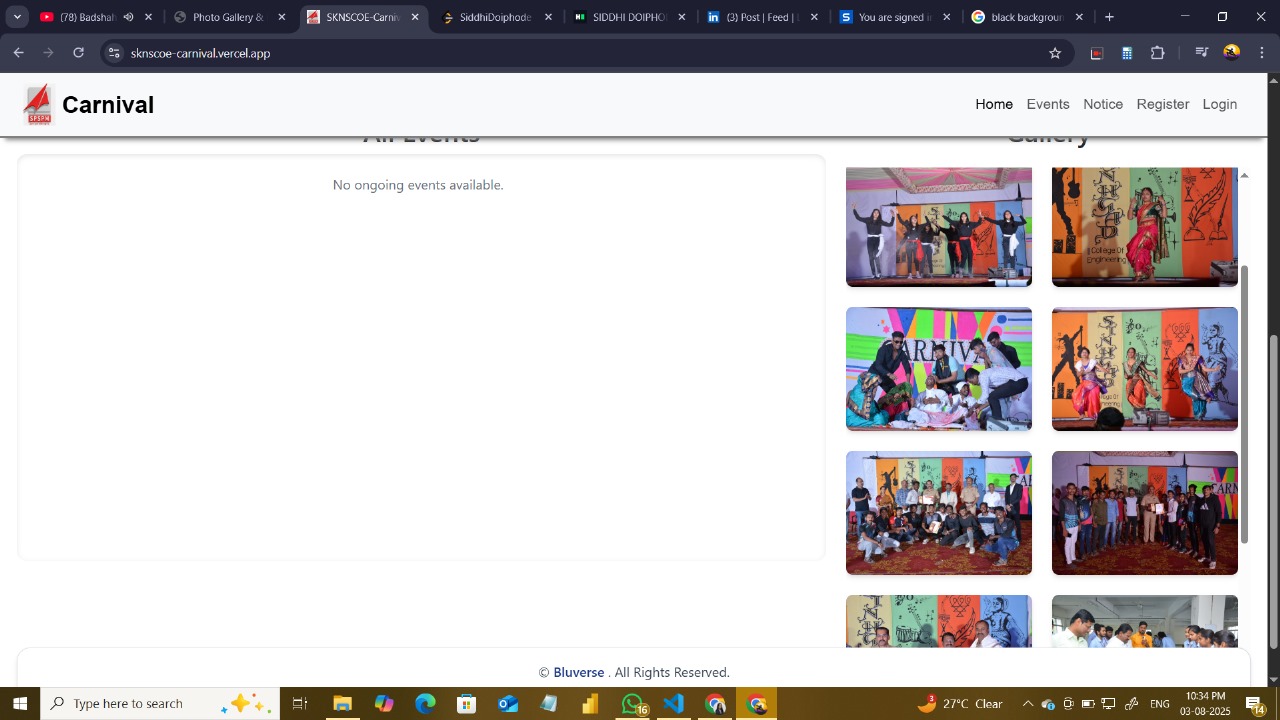 (78) Badshah
Photo Gallery &
SKNSCOE-Carniv
SiddhiDoiphode
SIDDHI DOIPHO
(3) Post | Feed | L
You are signed i
black backgroun
sknscoe-carnival.vercel.app
SPSPM
Carnival
Home
Events
Notice
Register
Login
All Events
Gallery
No ongoing events available.
College Of
Engineering
CARNIVA
CARN
© Bluverse . All Rights Reserved.
Type here to search
16
3
27°C Clear
ENG
10:34 PM
03-08-2025
14